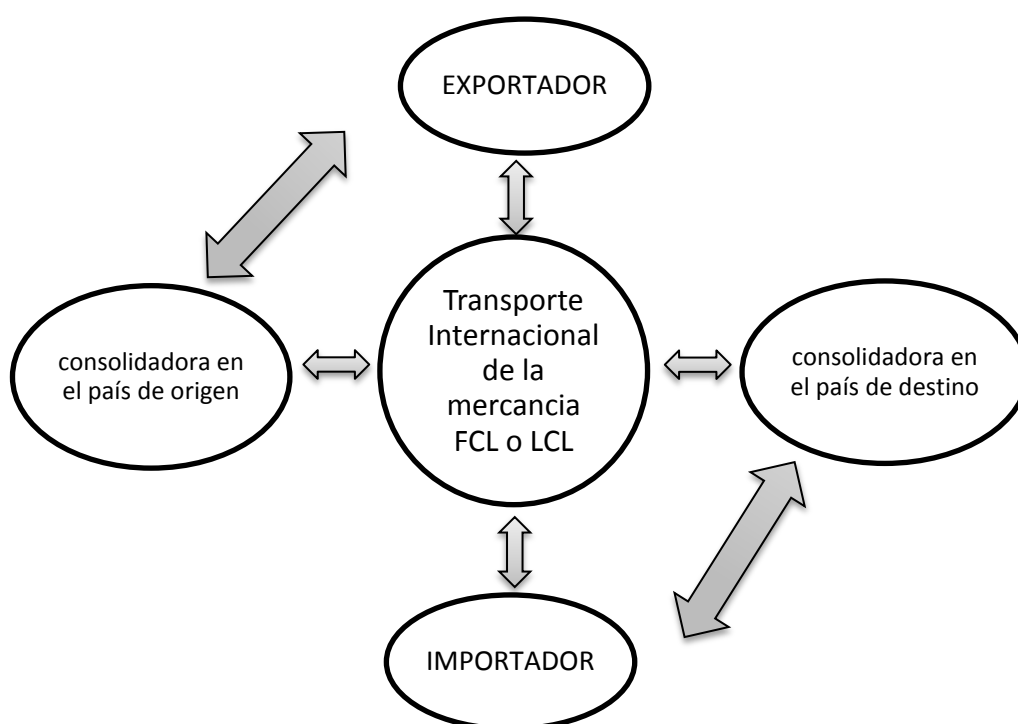 EXPORTADOR
Transporte
Internacional
de la
mercancia
FCL o LCL
consolidadora en
el país de origen
consolidadora en
el país de destino
IMPORTADOR